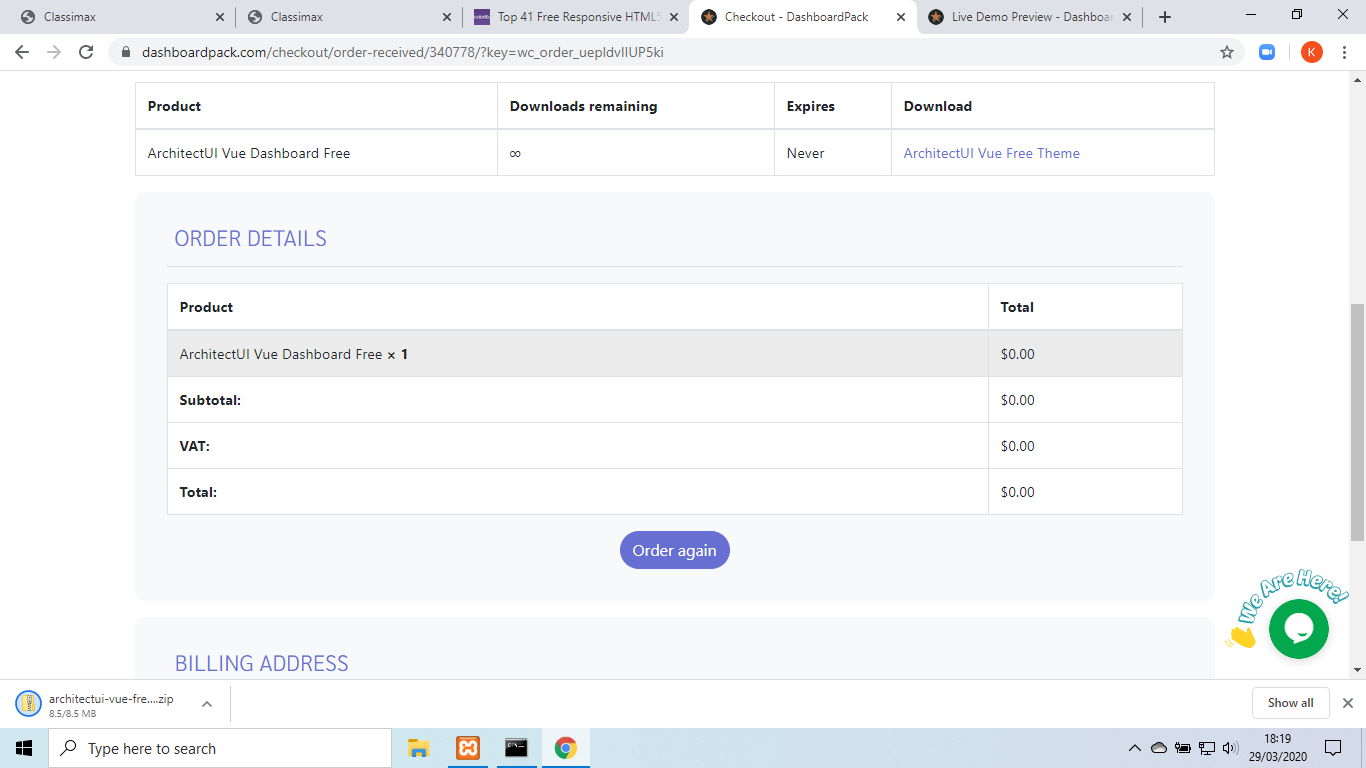 Classimax
Classimax
Top 41 Free Responsive HTML5
Checkout - DashboardPack
Live Demo Preview - Dashboar
dashboardpack.com/checkout/order-received/340778/?key=wc_order_uepIdvIIUP5ki
K
Product Downloads remaining Expires Download
ArchitectUI Vue Dashboard Free ∞ Never ArchitectUI Vue Free Theme
ORDER DETAILS
Product Total
ArchitectUI Vue Dashboard Free × 1 $0.00
Subtotal: $0.00
VAT: $0.00
Total: $0.00
Order again
We Are Here!
BILLING ADDRESS
architectui-vue-fre....zip
8.5/8.5 MB
Show all
Type here to search
18:19
29/03/2020